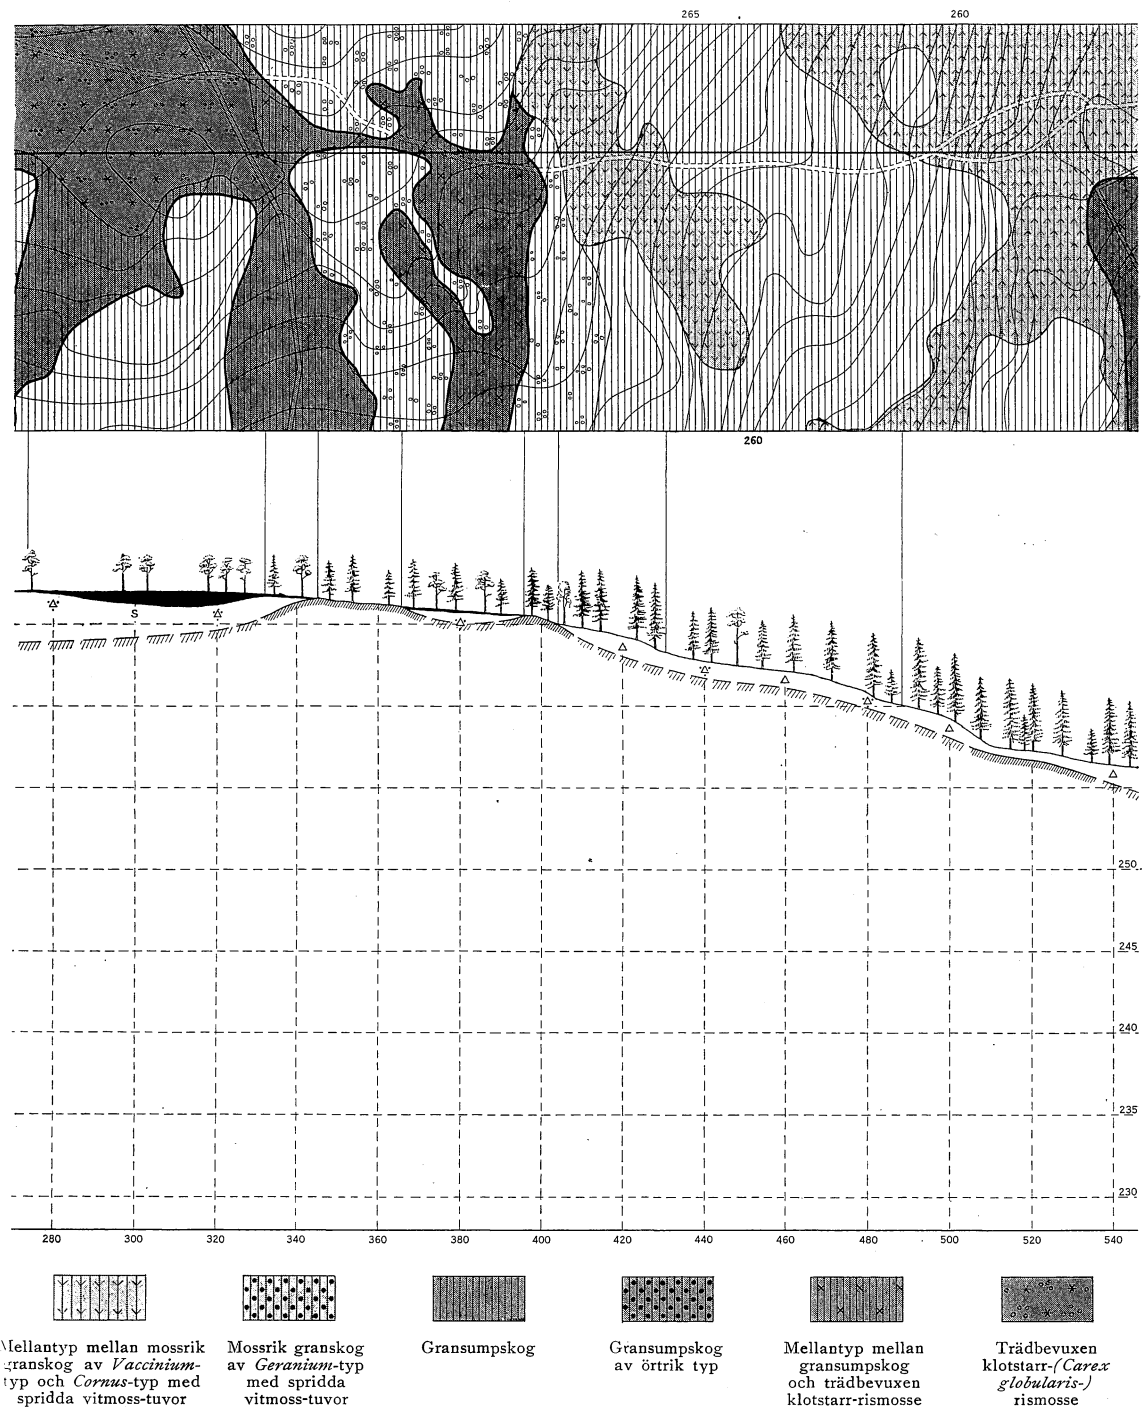 265 260
260
S
250
245
240
235
230
280 300 320 340 360 380 400 420 440 460 480 500 520 540
Mellantyp mellan mossrik
granskog av Vaccinium-
typ och Cornus-typ med
spridda vitmoss-tuvor
Mossrik granskog
av Geranium-typ
med spridda
vitmoss-tuvor
Gransumpskog
Gransumpskog
av örtrik typ
Mellantyp mellan
gransumpskog
och trädbevuxen
klotstarr-rismosse
Trädbevuxen
klotstarr-(Carex
globularis-)
rismosse